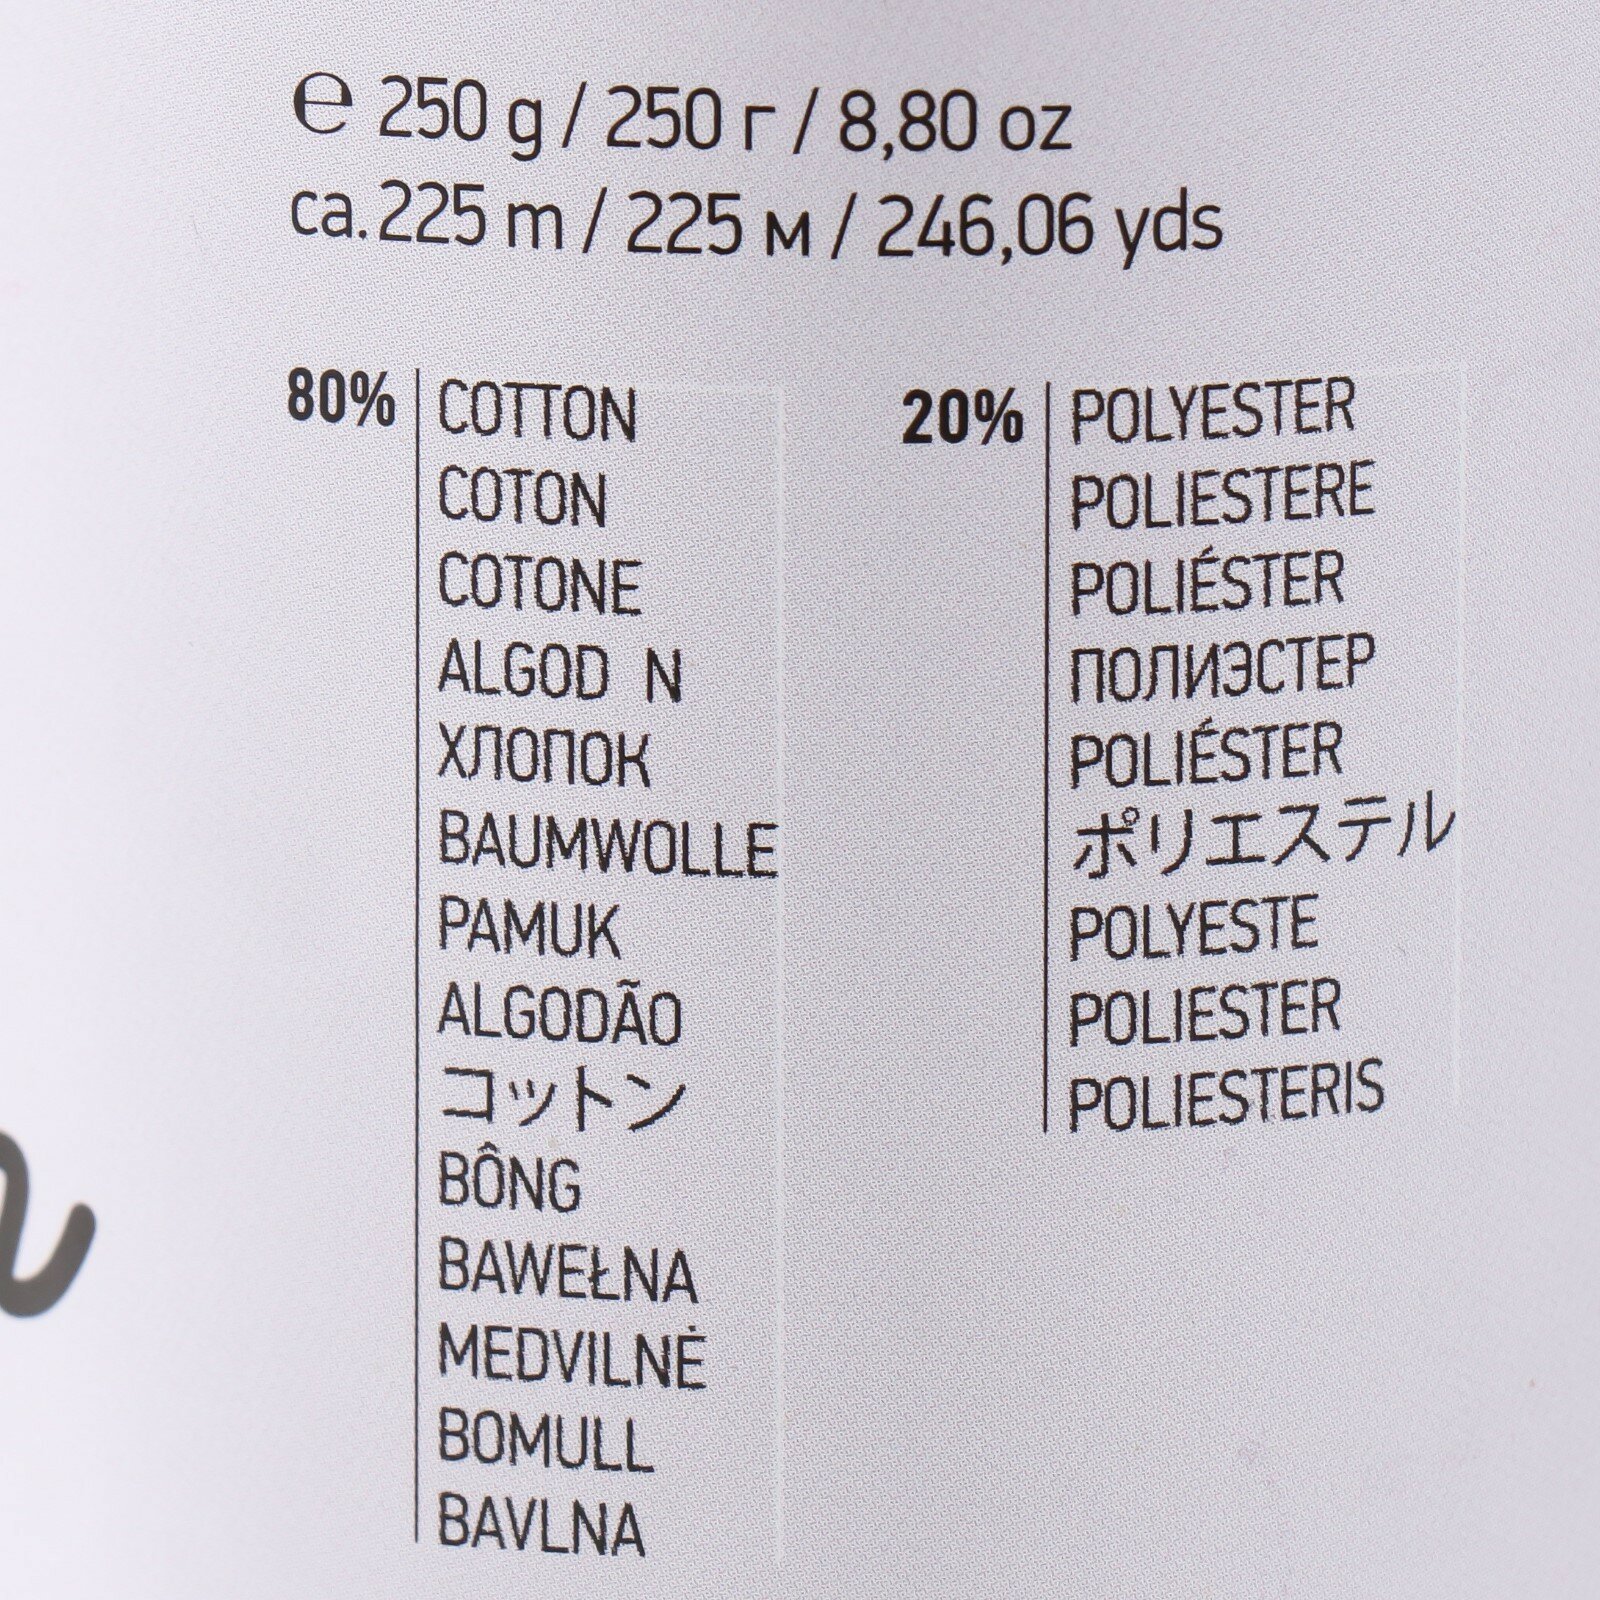 ℮ 250 g / 250 г / 8,80 oz
ca. 225 m / 225 м / 246,06 yds
80%
COTTON
COTON
COTONE
ALGOD N
ХЛОПОК
BAUMWOLLE
PAMUK
ALGODÃO
コットン
BÔNG
BAWEŁNA
MEDVILNĖ
BOMULL
BAVLNA
20%
POLYESTER
POLIESTERE
POLIÉSTER
ПОЛИЭСТЕР
POLIÉSTER
ポリエステル
POLYESTE
POLIESTER
POLIESTERIS